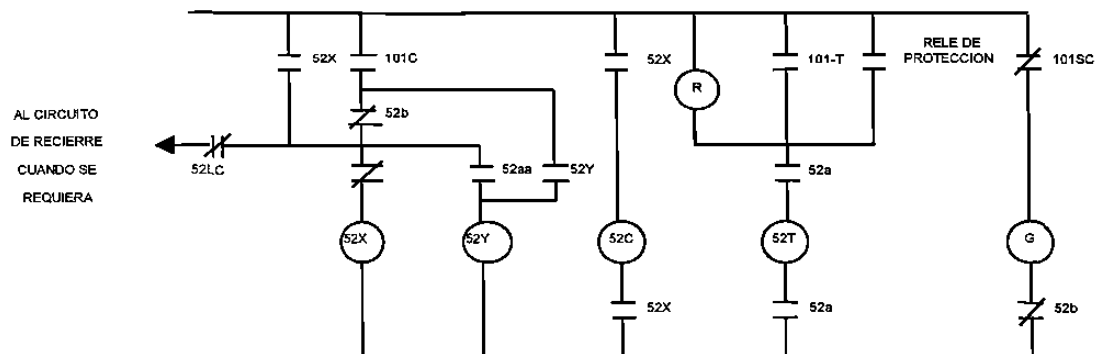 52X
101C
52X
101-T
RELE DE
PROTECCION
101SC
R
AL CIRCUITO
DE RECIERRE
CUANDO SE
REQUIERA
52b
52LC
52aa
52Y
52a
52X
52Y
52C
52T
G
52X
52a
52b